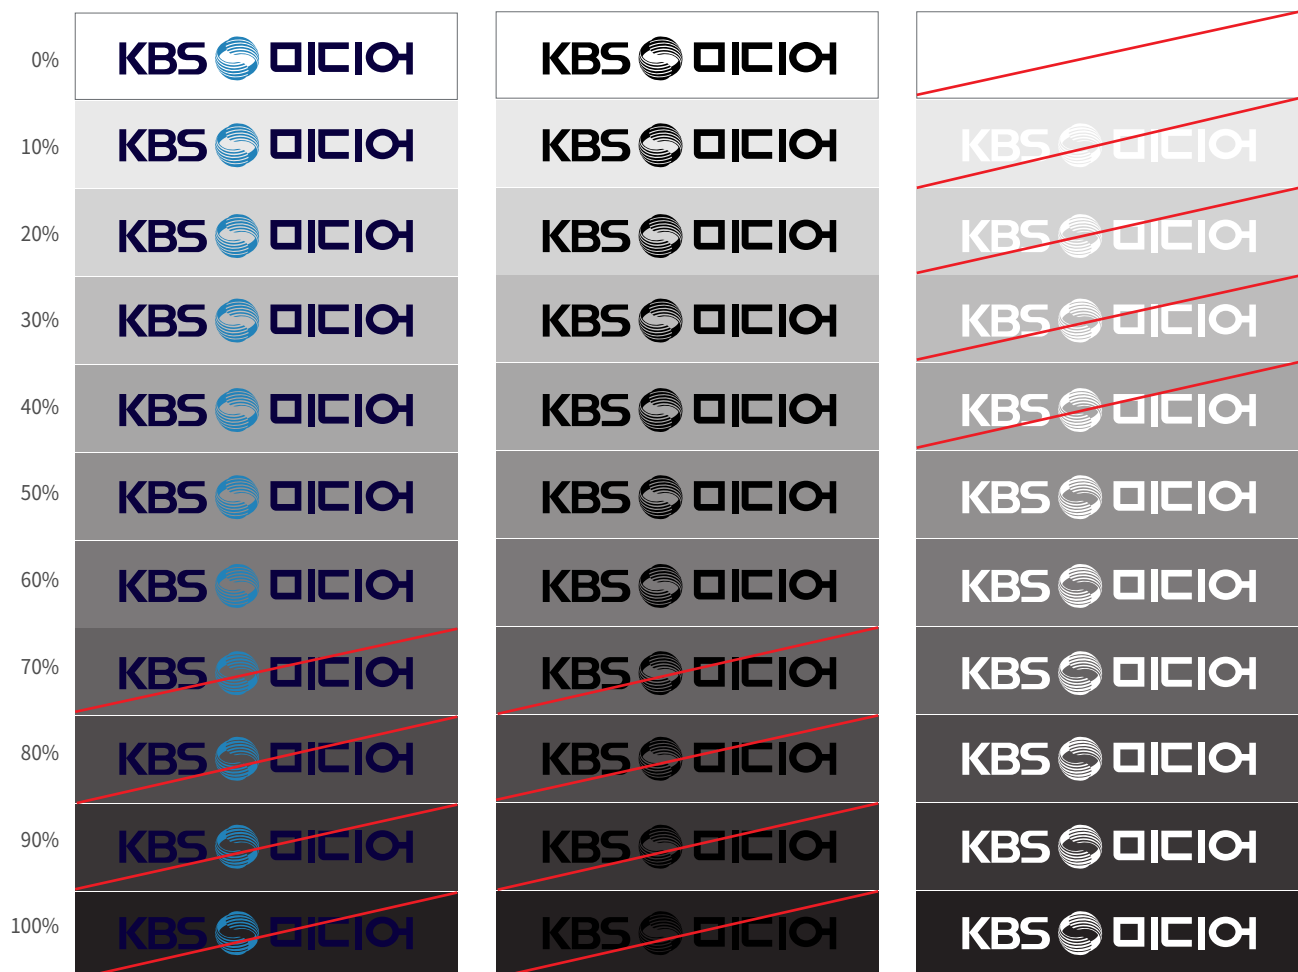 0% KBS 미디어 KBS 미디어
10% KBS 미디어 KBS 미디어 KBS 미디어
20% KBS 미디어 KBS 미디어 KBS 미디어
30% KBS 미디어 KBS 미디어 KBS 미디어
40% KBS 미디어 KBS 미디어 KBS 미디어
50% KBS 미디어 KBS 미디어 KBS 미디어
60% KBS 미디어 KBS 미디어 KBS 미디어
70% KBS 미디어 KBS 미디어 KBS 미디어
80% KBS 미디어 KBS 미디어 KBS 미디어
90% KBS 미디어 KBS 미디어 KBS 미디어
100% KBS 미디어 KBS 미디어 KBS 미디어